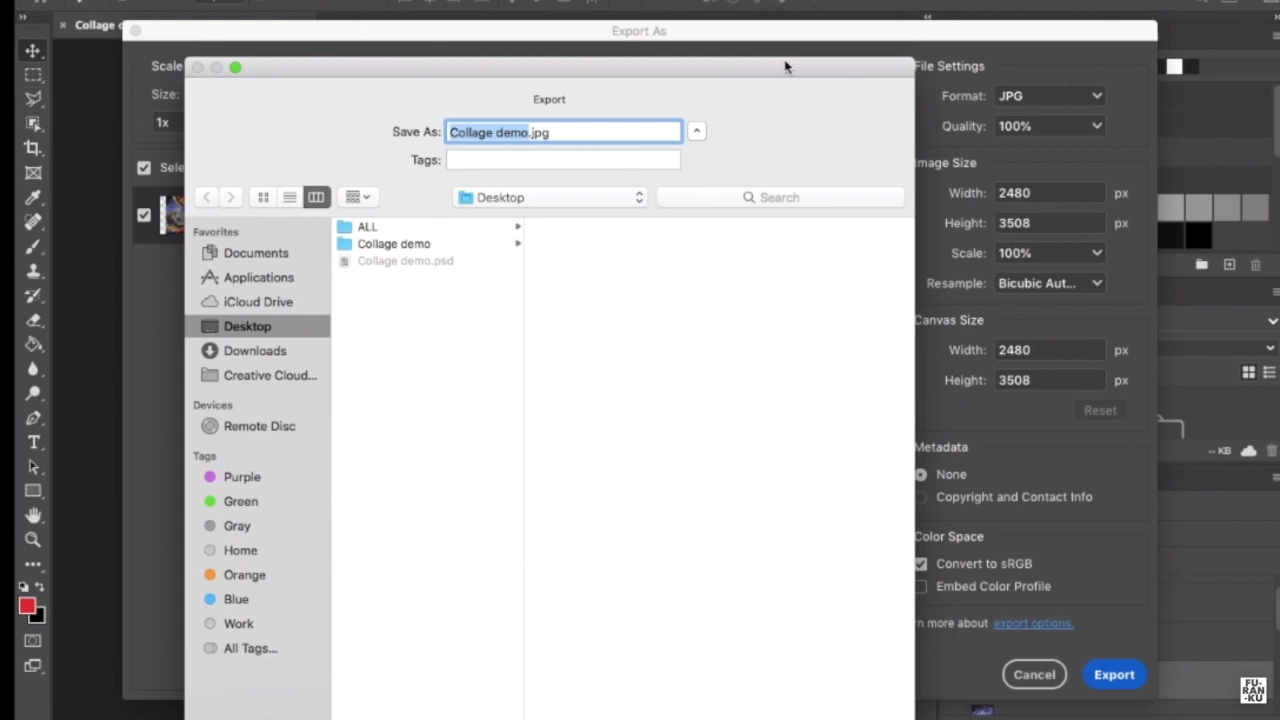 Collage d
Export As
Scale
Size:
1x
Sele
Export
Save As: Collage demo.jpg
Tags:
Desktop
Search
Favorites
Documents
Applications
iCloud Drive
Desktop
Downloads
Creative Cloud...
Devices
Remote Disc
Tags
Purple
Green
Gray
Home
Orange
Blue
Work
All Tags...
ALL
Collage demo
Collage demo.psd
File Settings
Format: JPG
Quality: 100%
Image Size
Width: 2480 px
Height: 3508 px
Scale: 100%
Resample: Bicubic Aut...
Canvas Size
Width: 2480 px
Height: 3508 px
Reset
Metadata
None
Copyright and Contact Info
Color Space
Convert to sRGB
Embed Color Profile
rn more about export options.
Cancel
Export
-- KB
FU-
RAN
-KU